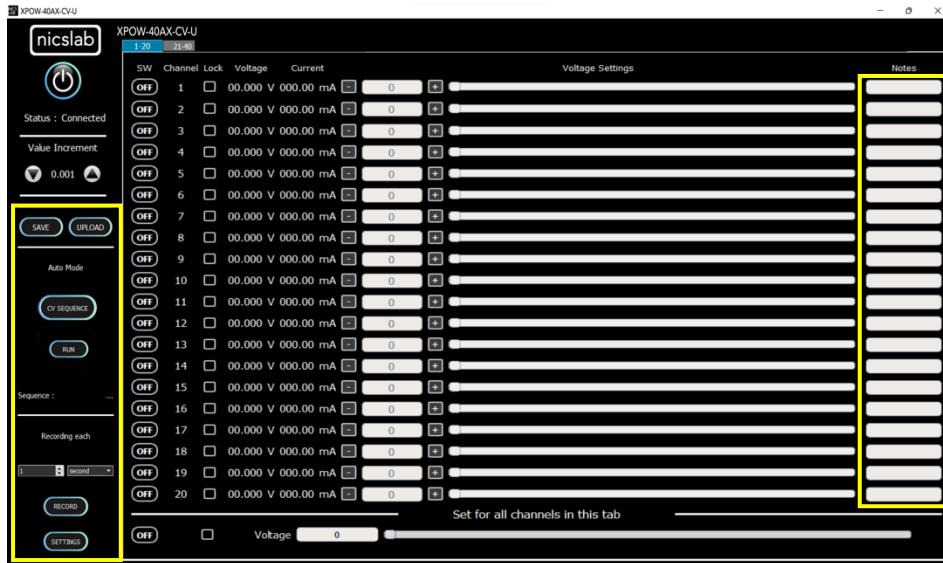 XPOW-40AX-CV-U
nicslab
XPOW-40AX-CV-U
1-20 21-40
Status : Connected
Value Increment
0.001
SAVE UPLOAD
Auto Mode
CV SEQUENCE
RUN
Sequence : ...
Recording each
1 second
RECORD
SETTINGS
SW Channel Lock Voltage Current Voltage Settings Notes
OFF 1 00.000 V 000.00 mA - 0 +
OFF 2 00.000 V 000.00 mA - 0 +
OFF 3 00.000 V 000.00 mA - 0 +
OFF 4 00.000 V 000.00 mA - 0 +
OFF 5 00.000 V 000.00 mA - 0 +
OFF 6 00.000 V 000.00 mA - 0 +
OFF 7 00.000 V 000.00 mA - 0 +
OFF 8 00.000 V 000.00 mA - 0 +
OFF 9 00.000 V 000.00 mA - 0 +
OFF 10 00.000 V 000.00 mA - 0 +
OFF 11 00.000 V 000.00 mA - 0 +
OFF 12 00.000 V 000.00 mA - 0 +
OFF 13 00.000 V 000.00 mA - 0 +
OFF 14 00.000 V 000.00 mA - 0 +
OFF 15 00.000 V 000.00 mA - 0 +
OFF 16 00.000 V 000.00 mA - 0 +
OFF 17 00.000 V 000.00 mA - 0 +
OFF 18 00.000 V 000.00 mA - 0 +
OFF 19 00.000 V 000.00 mA - 0 +
OFF 20 00.000 V 000.00 mA - 0 +
Set for all channels in this tab
OFF Voltage 0